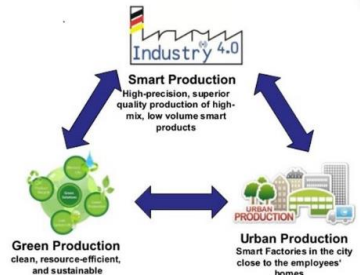 Industry 4.0
Smart Production
High-precision, superior
quality production of high-
mix, low volume smart
products
URBAN
PRODUCTION
Green Production
clean, resource-efficient,
and sustainable
Urban Production
Smart Factories in the city
close to the employees'
homes